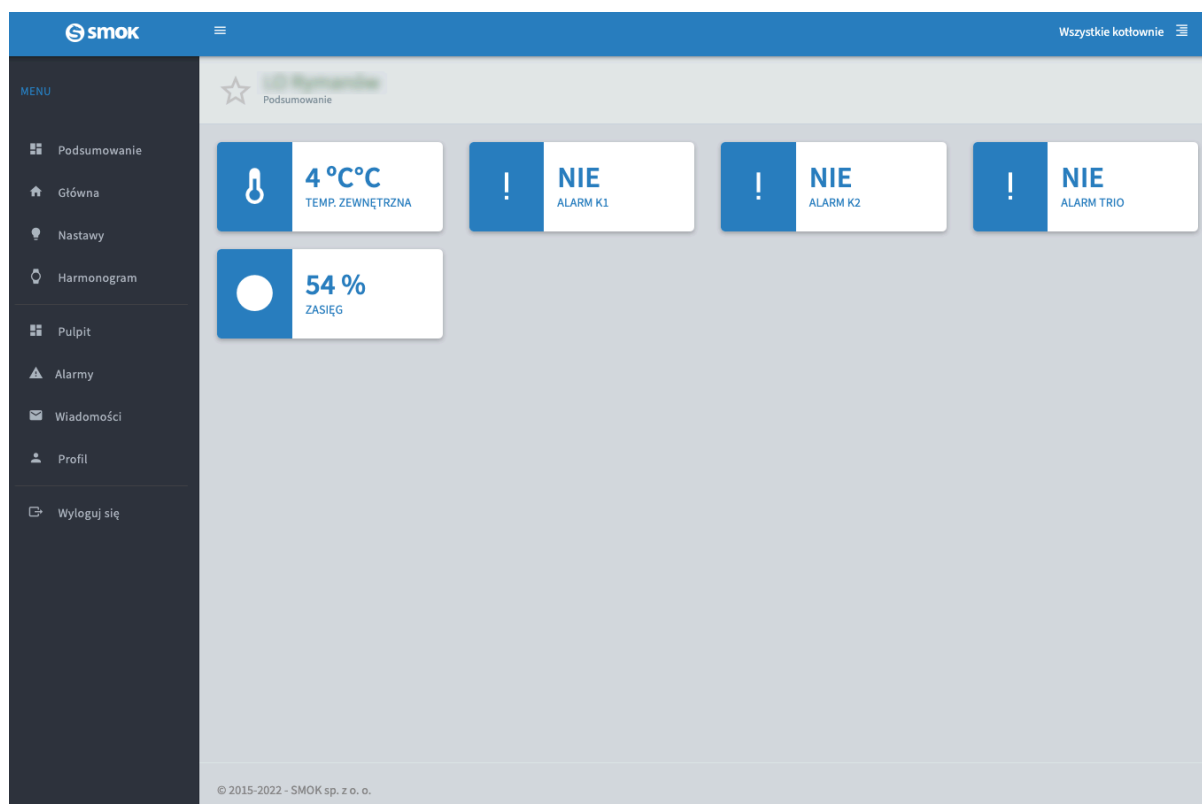 SMOK
Wszystkie kotłownie
MENU
Podsumowanie
Główna
Nastawy
Harmonogram
Pulpit
Alarmy
Wiadomości
Profil
Wyloguj się
Podsumowanie
4 °C°C
TEMP. ZEWNĘTRZNA
NIE
ALARM K1
NIE
ALARM K2
NIE
ALARM TRIO
54 %
ZASIĘG
© 2015-2022 - SMOK sp. z o. o.